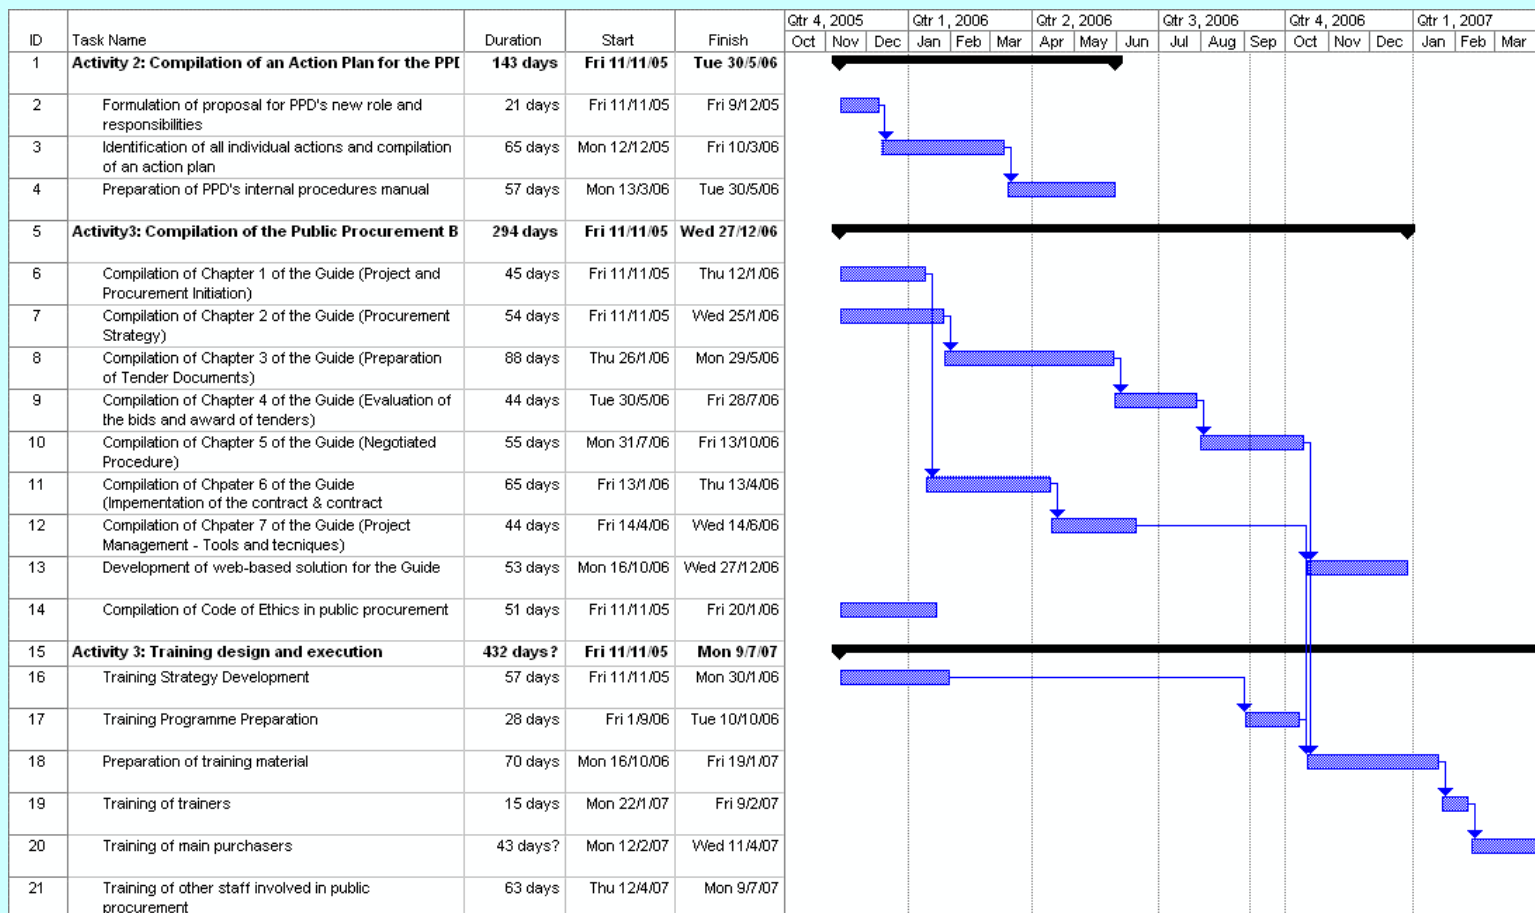 Qtr 4, 2005 Qtr 1, 2006 Qtr 2, 2006 Qtr 3, 2006 Qtr 4, 2006 Qtr 1, 2007
ID Task Name Duration Start Finish Oct Nov Dec Jan Feb Mar Apr May Jun Jul Aug Sep Oct Nov Dec Jan Feb Mar
1 Activity 2: Compilation of an Action Plan for the PPD 143 days Fri 11/11/05 Tue 30/5/06
2 Formulation of proposal for PPD's new role and 21 days Fri 11/11/05 Fri 9/12/05
responsibilities
3 Identification of all individual actions and compilation 65 days Mon 12/12/05 Fri 10/3/06
of an action plan
4 Preparation of PPD's internal procedures manual 57 days Mon 13/3/06 Tue 30/5/06
5 Activity3: Compilation of the Public Procurement B 294 days Fri 11/11/05 Wed 27/12/06
6 Compilation of Chapter 1 of the Guide (Project and 45 days Fri 11/11/05 Thu 12/1/06
Procurement Initiation)
7 Compilation of Chapter 2 of the Guide (Procurement 54 days Fri 11/11/05 Wed 25/1/06
Strategy)
8 Compilation of Chapter 3 of the Guide (Preparation 88 days Thu 26/1/06 Mon 29/5/06
of Tender Documents)
9 Compilation of Chapter 4 of the Guide (Evaluation of 44 days Tue 30/5/06 Fri 28/7/06
the bids and award of tenders)
10 Compilation of Chapter 5 of the Guide (Negotiated 55 days Mon 31/7/06 Fri 13/10/06
Procedure)
11 Compilation of Chpater 6 of the Guide 65 days Fri 13/1/06 Thu 13/4/06
(Impementation of the contract & contract
12 Compilation of Chpater 7 of the Guide (Project 44 days Fri 14/4/06 Wed 14/6/06
Management - Tools and tecniques)
13 Development of web-based solution for the Guide 53 days Mon 16/10/06 Wed 27/12/06
14 Compilation of Code of Ethics in public procurement 51 days Fri 11/11/05 Fri 20/1/06
15 Activity 3: Training design and execution 432 days? Fri 11/11/05 Mon 9/7/07
16 Training Strategy Development 57 days Fri 11/11/05 Mon 30/1/06
17 Training Programme Preparation 28 days Fri 1/9/06 Tue 10/10/06
18 Preparation of training material 70 days Mon 16/10/06 Fri 19/1/07
19 Training of trainers 15 days Mon 22/1/07 Fri 9/2/07
20 Training of main purchasers 43 days? Mon 12/2/07 Wed 11/4/07
21 Training of other staff involved in public 63 days Thu 12/4/07 Mon 9/7/07
procurement